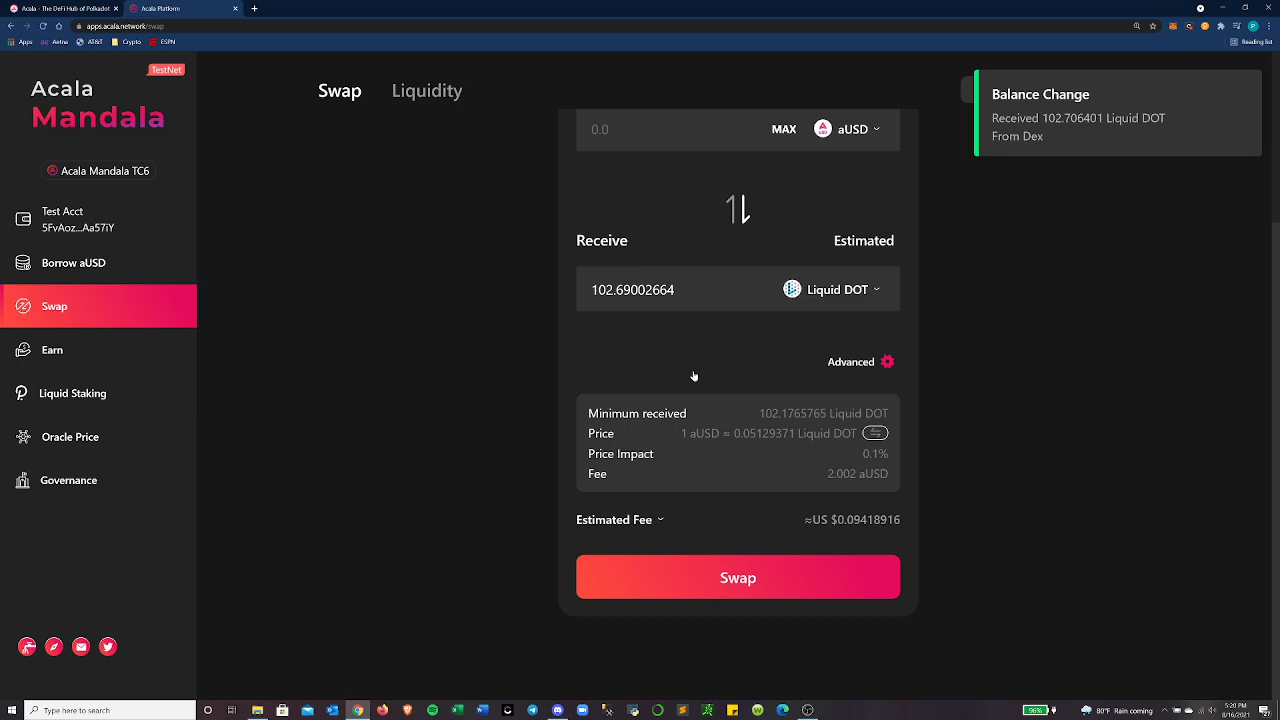 Acala - The DeFi Hub of Polkadot
Acala Platform
apps.acala.network/swap
Apps
Aetna
AT&T
Crypto
ESPN
Reading list
TestNet
Acala
Mandala
Acala Mandala TC6
Test Acct
5FvAoz...Aa57iY
Borrow aUSD
Swap
Earn
Liquid Staking
Oracle Price
Governance
Swap
Liquidity
0.0
MAX
aUSD
Receive
Estimated
102.69002664
Liquid DOT
Advanced
Minimum received
102.1765765 Liquid DOT
Price
1 aUSD ≈ 0.05129371 Liquid DOT
Price Impact
0.1%
Fee
2.002 aUSD
Estimated Fee
≈US $0.09418916
Swap
Balance Change
Received 102.706401 Liquid DOT
From Dex
Type here to search
96%
80°F Rain coming
5:20 PM
8/16/2021